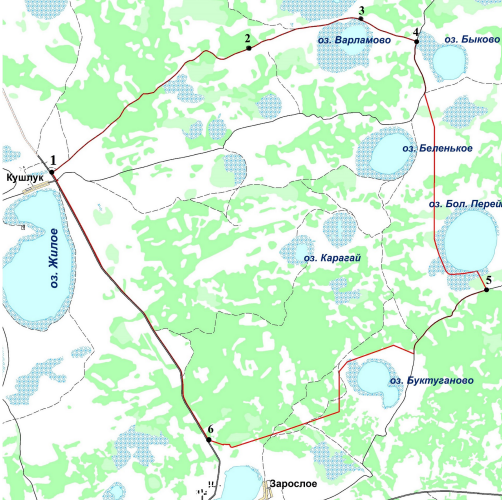 3
оз. Варламово
2
4
оз. Быково
оз. Беленькое
1
Кушлук
оз. Бол. Перей
оз. Жилое
оз. Карагай
5
оз. Буктуганово
6
Зарослое